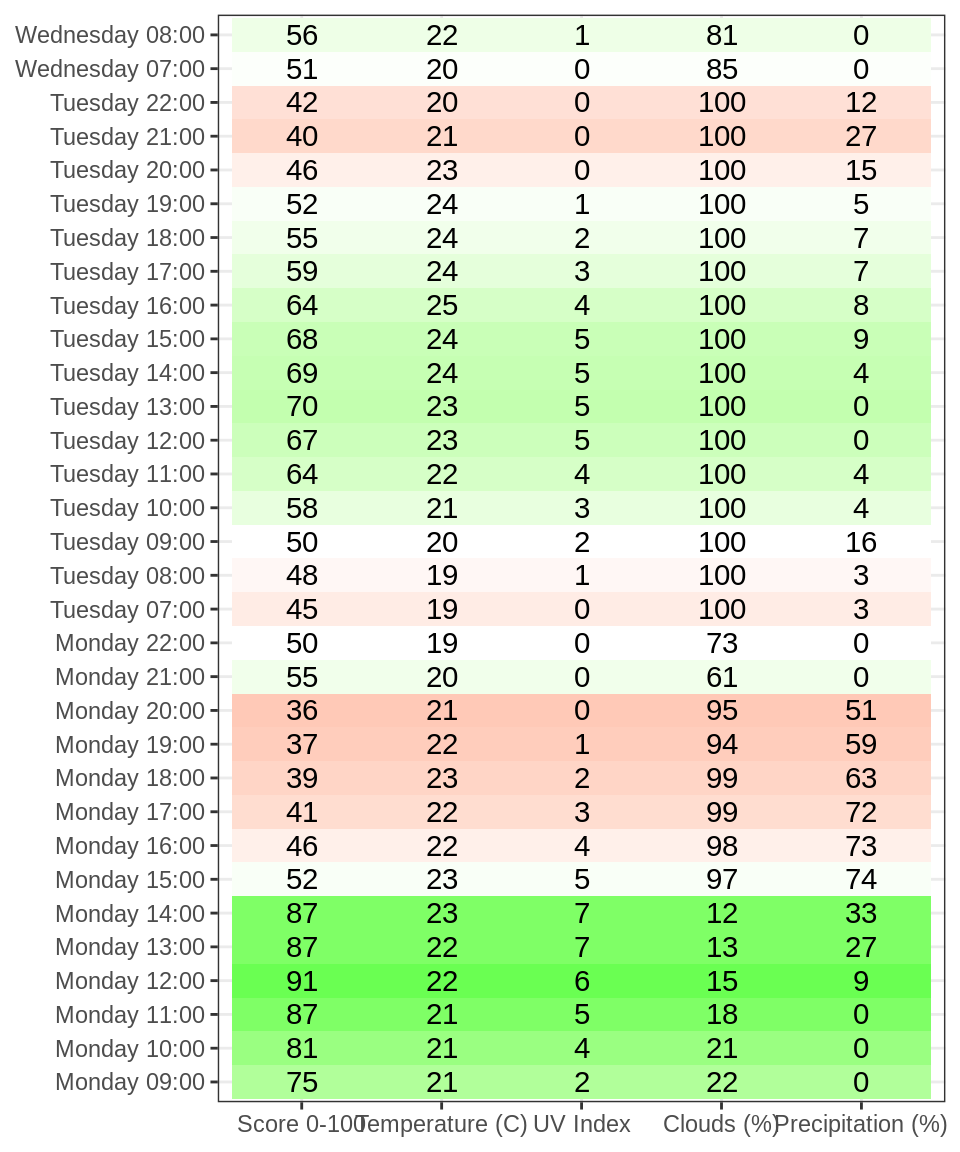 Wednesday 08:00 56 22 1 81 0
Wednesday 07:00 51 20 0 85 0
Tuesday 22:00 42 20 0 100 12
Tuesday 21:00 40 21 0 100 27
Tuesday 20:00 46 23 0 100 15
Tuesday 19:00 52 24 1 100 5
Tuesday 18:00 55 24 2 100 7
Tuesday 17:00 59 24 3 100 7
Tuesday 16:00 64 25 4 100 8
Tuesday 15:00 68 24 5 100 9
Tuesday 14:00 69 24 5 100 4
Tuesday 13:00 70 23 5 100 0
Tuesday 12:00 67 23 5 100 0
Tuesday 11:00 64 22 4 100 4
Tuesday 10:00 58 21 3 100 4
Tuesday 09:00 50 20 2 100 16
Tuesday 08:00 48 19 1 100 3
Tuesday 07:00 45 19 0 100 3
Monday 22:00 50 19 0 73 0
Monday 21:00 55 20 0 61 0
Monday 20:00 36 21 0 95 51
Monday 19:00 37 22 1 94 59
Monday 18:00 39 23 2 99 63
Monday 17:00 41 22 3 99 72
Monday 16:00 46 22 4 98 73
Monday 15:00 52 23 5 97 74
Monday 14:00 87 23 7 12 33
Monday 13:00 87 22 7 13 27
Monday 12:00 91 22 6 15 9
Monday 11:00 87 21 5 18 0
Monday 10:00 81 21 4 21 0
Monday 09:00 75 21 2 22 0
Score 0-100 Temperature (C) UV Index Clouds (%) Precipitation (%)